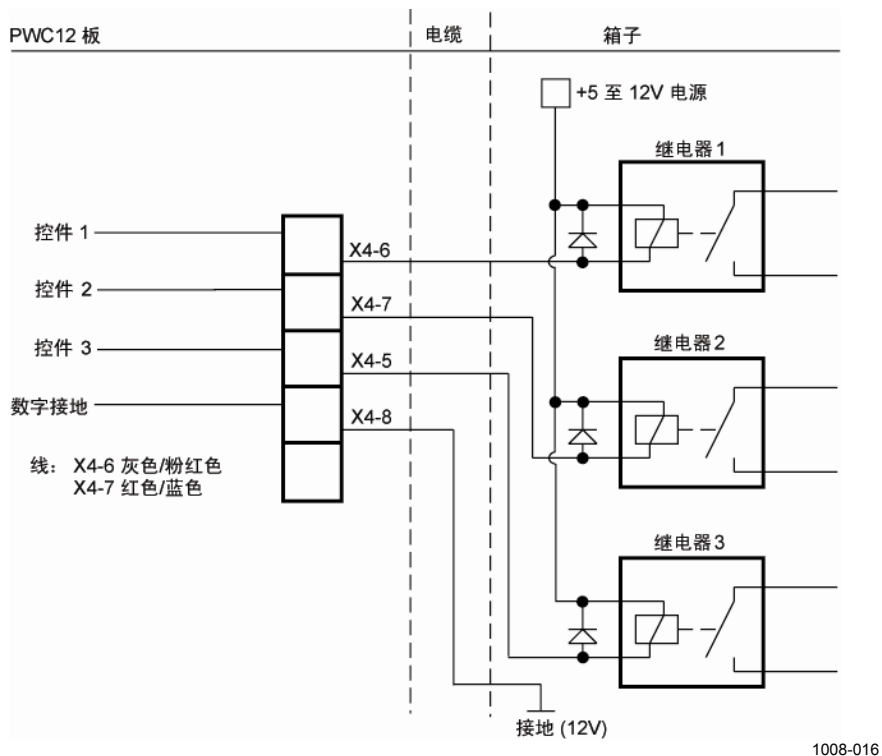 PWC12 板
电缆
箱子
+5 至 12V 电源
继电器 1
控件 1
X4-6
控件 2
X4-7
控件 3
继电器 2
X4-5
数字接地
X4-8
线： X4-6 灰色/粉红色
X4-7 红色/蓝色
继电器 3
接地 (12V)
1008-016